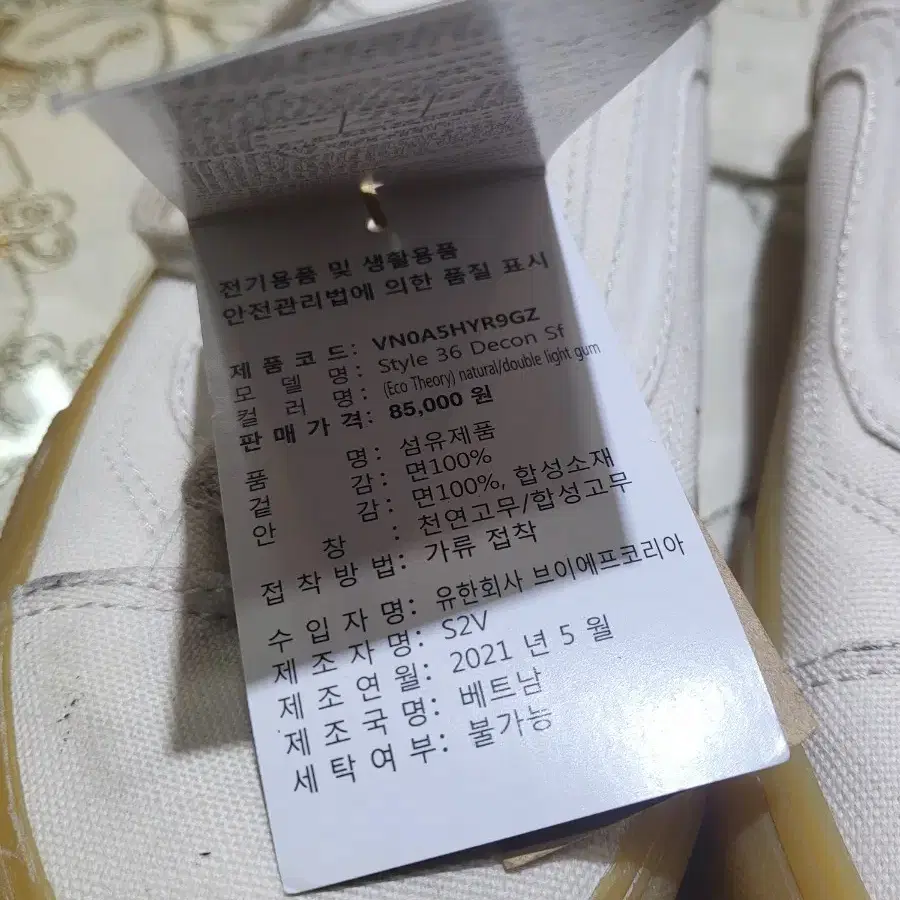 전기용품 및 생활용품
안전관리법에 의한 품질 표시
제 품 코 드: VN0A5HYR9GZ
모 델 명: Style 36 Decon Sf
컬 러 명: (Eco Theory) natural/double light gum
판 매 가 격: 85,000 원
품 명: 섬유제품
겉 감: 면100%
안 감: 면100%, 합성소재
창 : 천연고무/합성고무
접 착 방 법: 가류 접착
수 입 자 명: 유한회사 브이에프코리아
제 조 자 명: S2V
제 조 연 월: 2021 년 5 월
제 조 국 명: 베트남
세 탁 여 부: 불가능